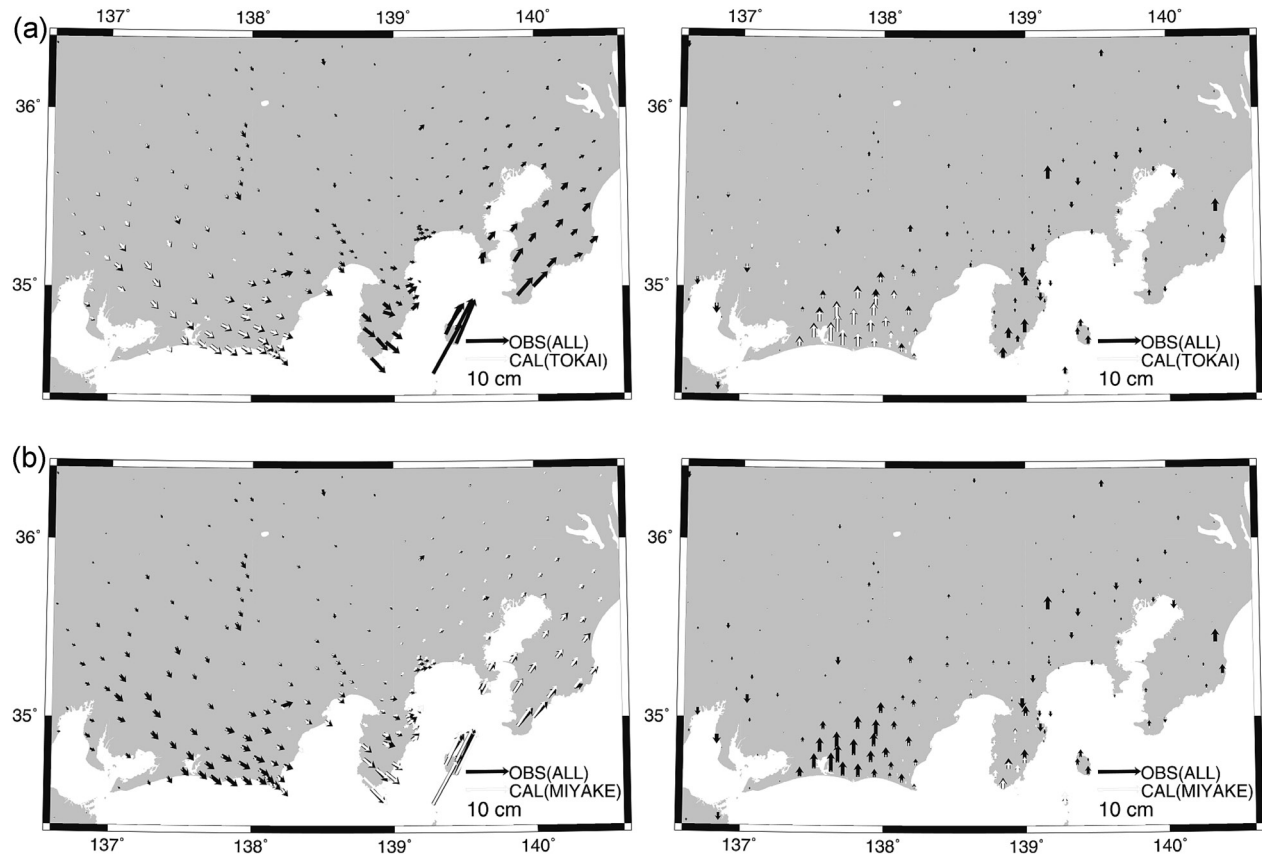 (a)
137° 138° 139° 140° 137° 138° 139° 140°
36° 36°
35° 35°
OBS(ALL) OBS(ALL)
CAL(TOKAI) CAL(TOKAI)
10 cm 10 cm
(b)
36° 36°
35° 35°
OBS(ALL) OBS(ALL)
CAL(MIYAKE) CAL(MIYAKE)
10 cm 10 cm
137° 138° 139° 140° 137° 138° 139° 140°